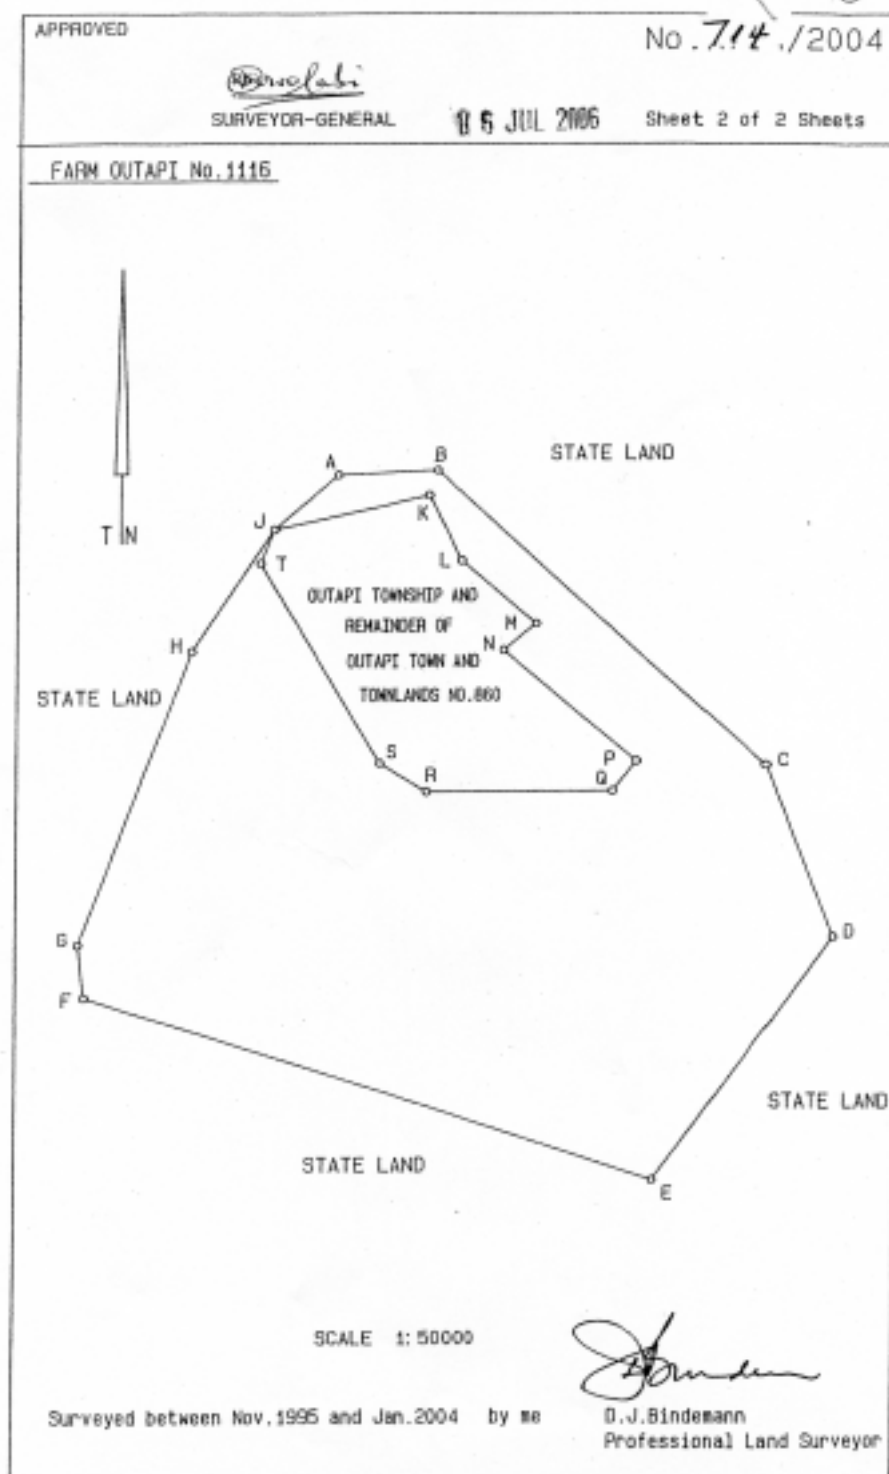 APPROVED
No. 714./2004
SURVEYOR-GENERAL
JUL 2006
Sheet 2 of 2 Sheets
FARM OUTAPI No.1116
STATE LAND
A
B
J
K
T N
T
L
OUTAPI TOWNSHIP AND
M
REMAINDER OF
H
N
OUTAPI TOWN AND
STATE LAND
TOWNLANDS NO.860
S
P
C
R
Q
G
D
F
STATE LAND
STATE LAND
E
SCALE 1:50000
Surveyed between Nov.1995 and Jan.2004 by me
D.J.Bindemann
Professional Land Surveyor